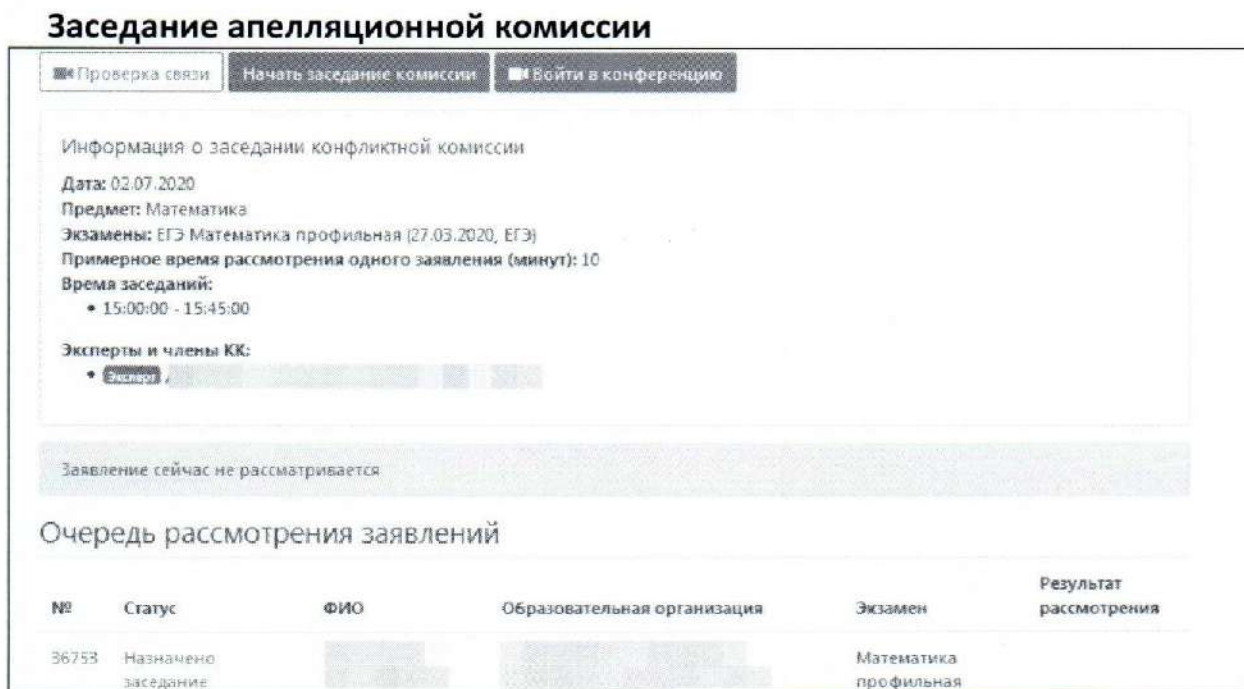 Заседание апелляционной комиссии
Проверка связи Начать заседание комиссии Войти в конференцию
Информация о заседании конфликтной комиссии
Дата: 02.07.2020
Предмет: Математика
Экзамены: ЕГЭ Математика профильная (27.03.2020, ЕГЭ)
Примерное время рассмотрения одного заявления (минут): 10
Время заседаний:
• 15:00:00 - 15:45:00
Эксперты и члены КК:
• Эксперт
Заявление сейчас не рассматривается
Очередь рассмотрения заявлений
№ Статус ФИО Образовательная организация Экзамен Результат рассмотрения
36753 Назначено заседание Математика профильная